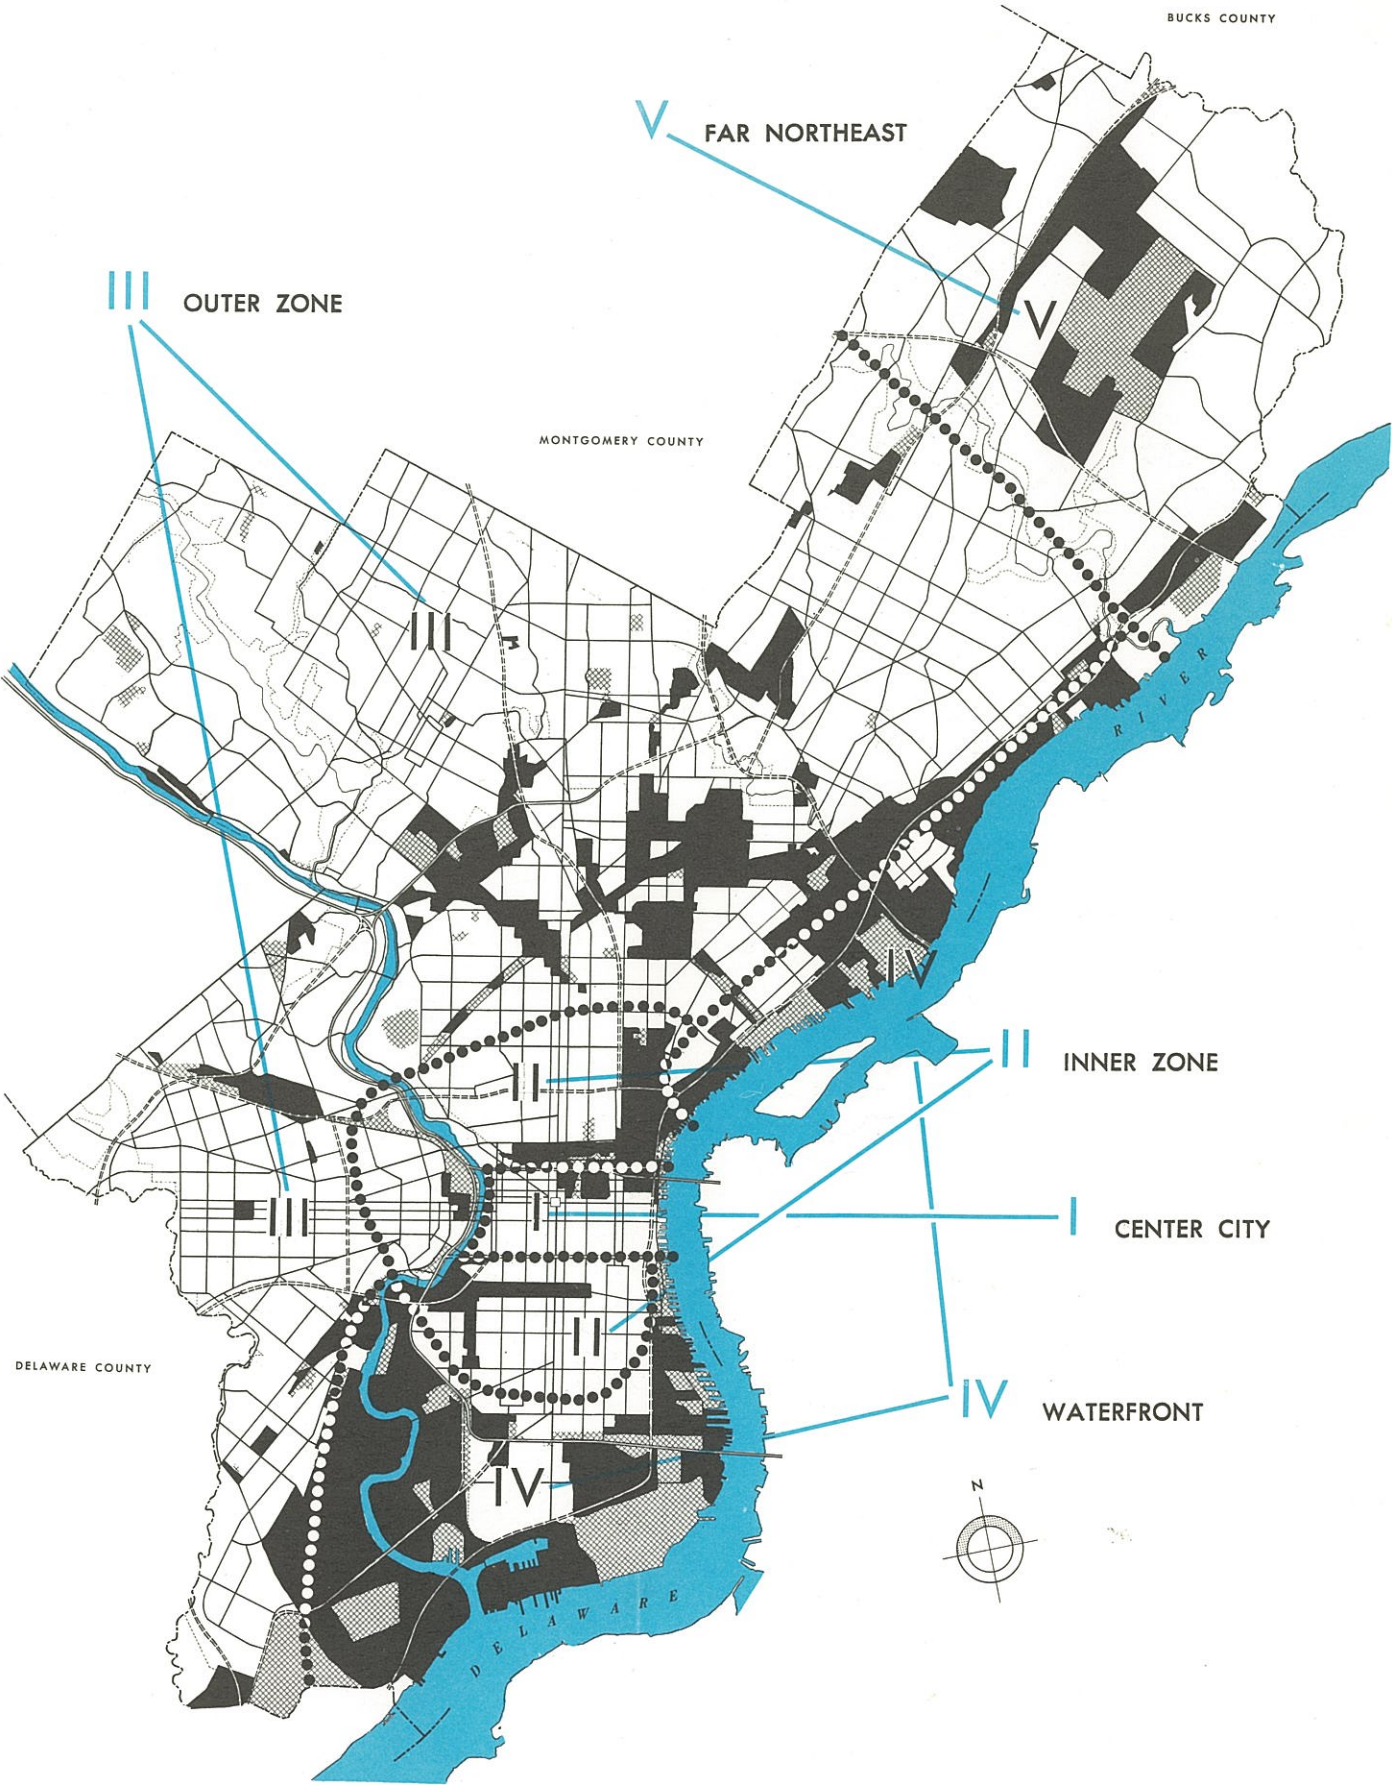 BUCKS COUNTY
V FAR NORTHEAST
III OUTER ZONE
V
MONTGOMERY COUNTY
III
RIVER
IV
II INNER ZONE
II
III
I
I CENTER CITY
II
DELAWARE COUNTY
IV WATERFRONT
IV
N
DELAWARE